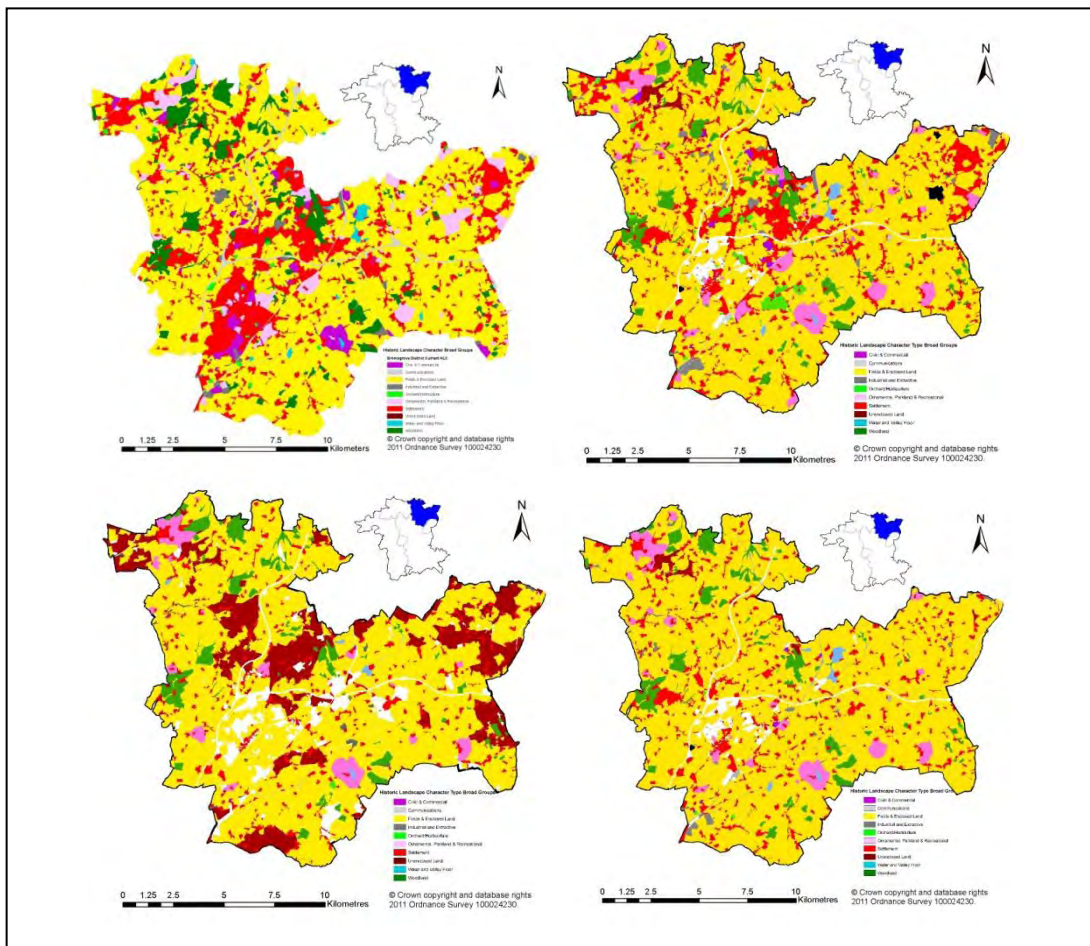 N
Historic Landscape Character Broad Groups
Bromsgrove District Current HLC
Civic & Commercial
Communications
Fields & Enclosed Land
Industrial and Extractive
Orchard/Horticulture
Ornamental, Parkland & Recreational
Settlement
Unenclosed Land
Water and Valley Floor
Woodland
0 1.25 2.5 5 7.5 10
Kilometers
© Crown copyright and database rights
2011 Ordnance Survey 100024230.
N
Historic Landscape Character Type Broad Groups
Civic & Commercial
Communications
Fields & Enclosed Land
Industrial and Extractive
Orchard/Horticulture
Ornamental, Parkland & Recreational
Settlement
Unenclosed Land
Water and Valley Floor
Woodland
0 1.25 2.5 5 7.5 10
Kilometres
© Crown copyright and database rights
2011 Ordnance Survey 100024230.
N
Historic Landscape Character Type Broad Groups
Civic & Commercial
Communications
Fields & Enclosed Land
Industrial and Extractive
Orchard/Horticulture
Ornamental, Parkland & Recreational
Settlement
Unenclosed Land
Water and Valley Floor
Woodland
0 1.25 2.5 5 7.5 10
Kilometres
© Crown copyright and database rights
2011 Ordnance Survey 100024230.
N
Historic Landscape Character Type Broad
Civic & Commercial
Communications
Fields & Enclosed Land
Industrial and Extractive
Orchard/Horticulture
Ornamental, Parkland & Recreational
Settlement
Unenclosed Land
Water and Valley Floor
Woodland
0 1.25 2.5 5 7.5 10
Kilometres
© Crown copyright and database rights
2011 Ordnance Survey 100024230.